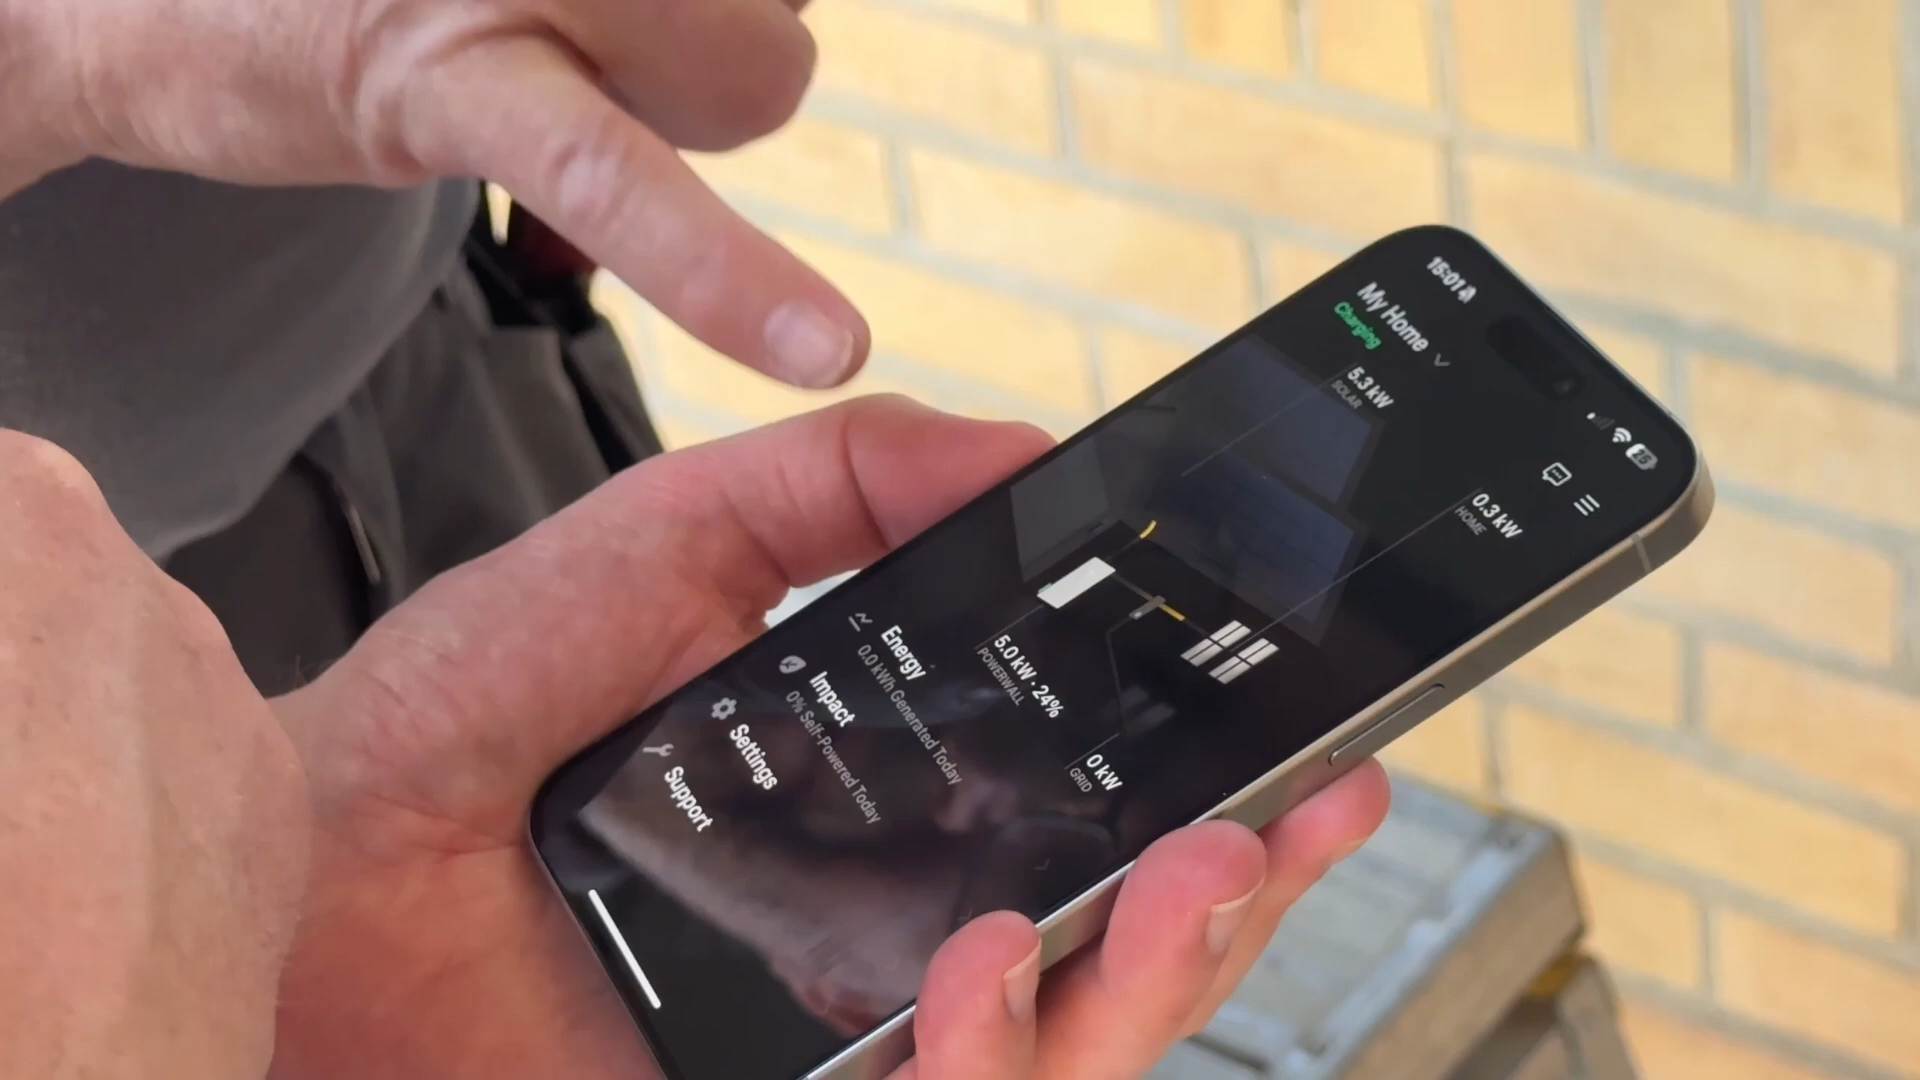 15:01
My Home
Charging
25
5.3 kW
SOLAR
0.3 kW
HOME
5.0 kW · 24%
POWERWALL
0 kW
GRID
Energy
0.0 kWh Generated Today
Impact
0% Self-Powered Today
Settings
Support